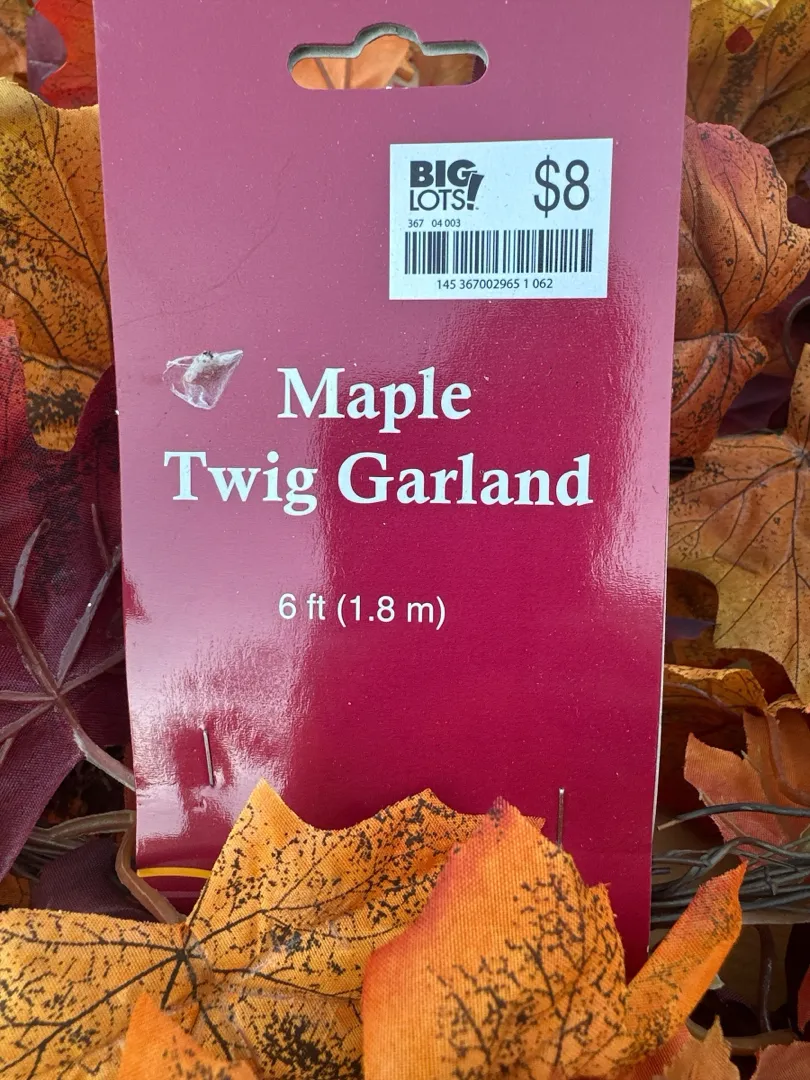 BIG
LOTS!
$8
367 04 003
145 367002965 1 062
Maple
Twig Garland
6 ft (1.8 m)